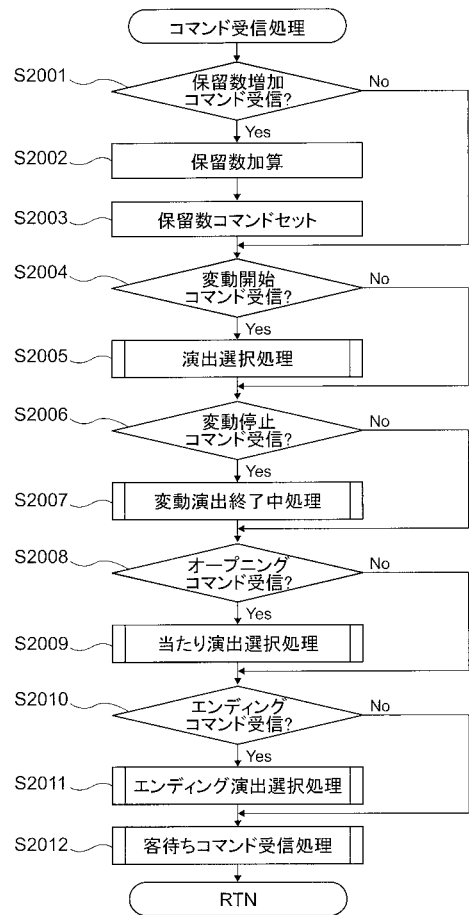 コマンド受信処理
S2001
保留数増加
コマンド受信?
No
Yes
S2002
保留数加算
S2003
保留数コマンドセット
S2004
変動開始
コマンド受信?
No
Yes
S2005
演出選択処理
S2006
変動停止
コマンド受信?
No
Yes
S2007
変動演出終了中処理
S2008
オープニング
コマンド受信?
No
Yes
S2009
当たり演出選択処理
S2010
エンディング
コマンド受信?
No
Yes
S2011
エンディング演出選択処理
S2012
客待ちコマンド受信処理
RTN